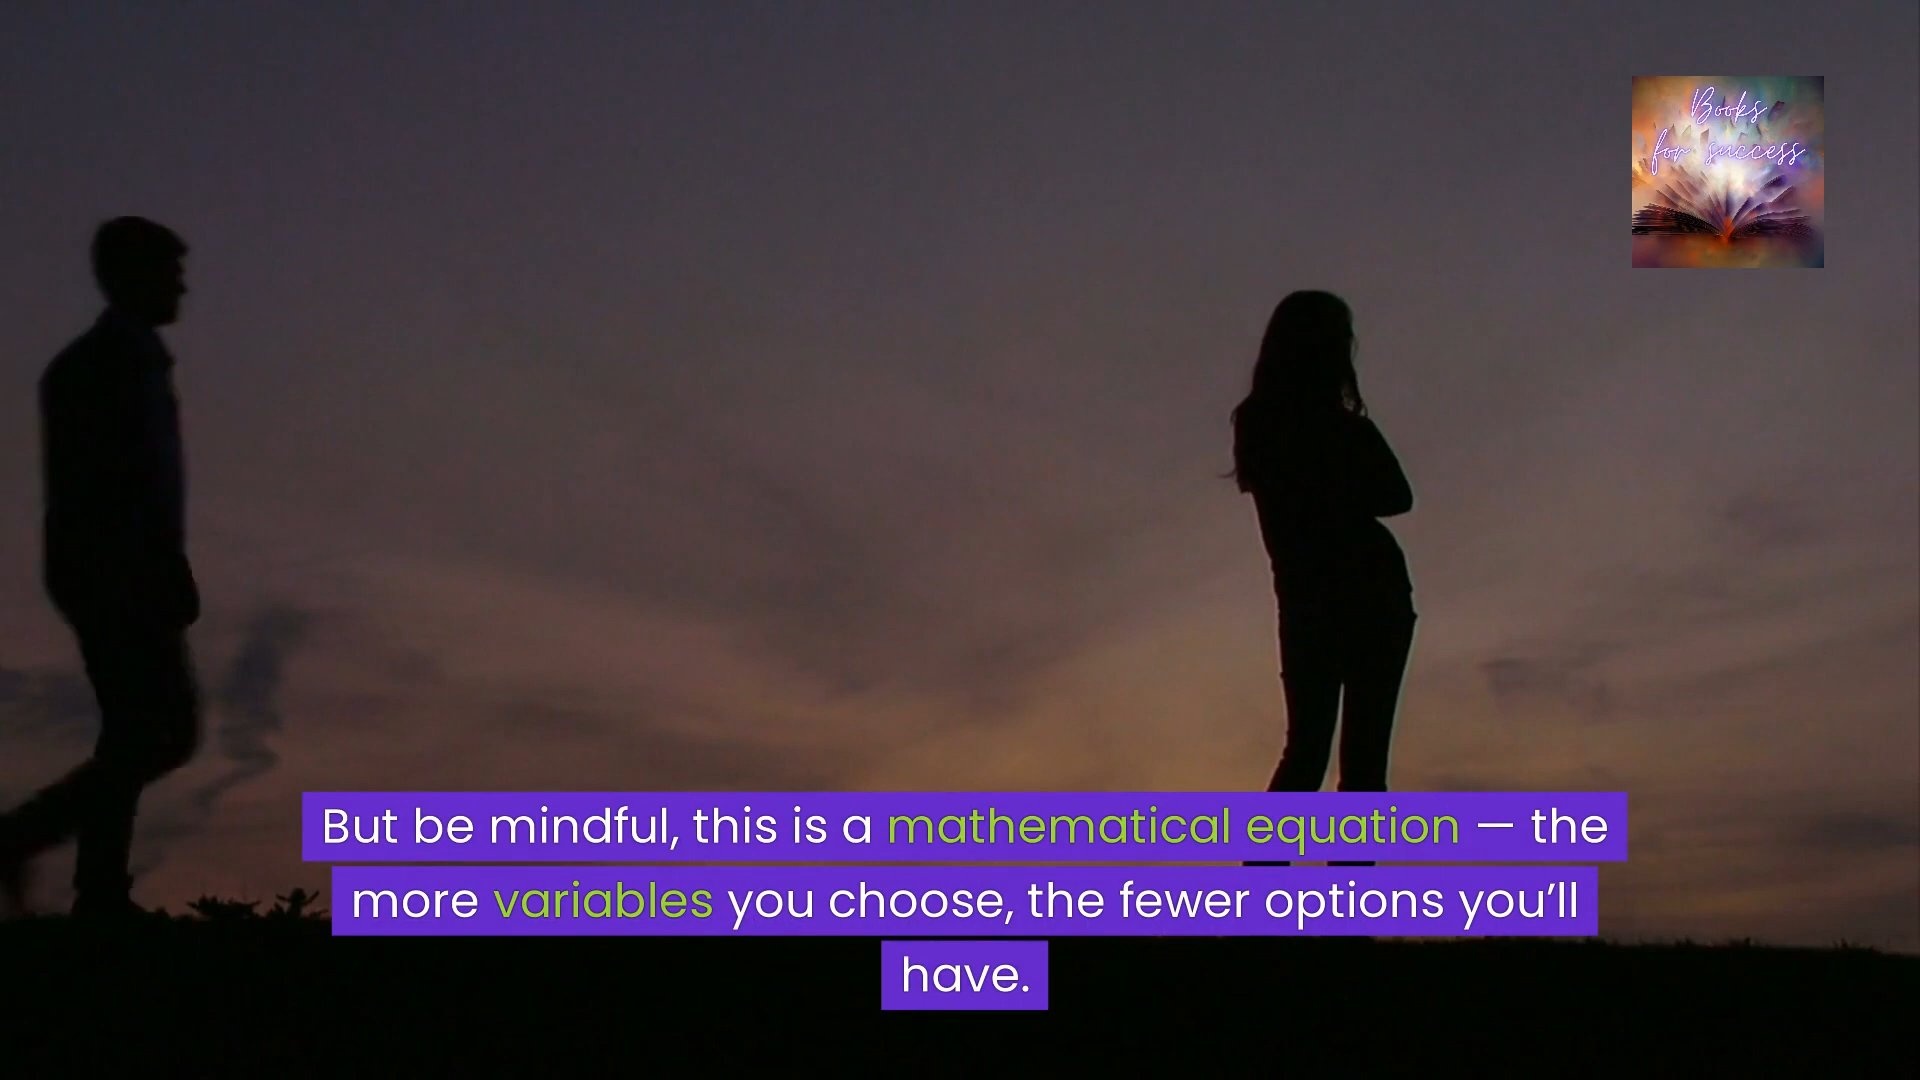 Books
for success
But be mindful, this is a mathematical equation — the
more variables you choose, the fewer options you’ll
have.